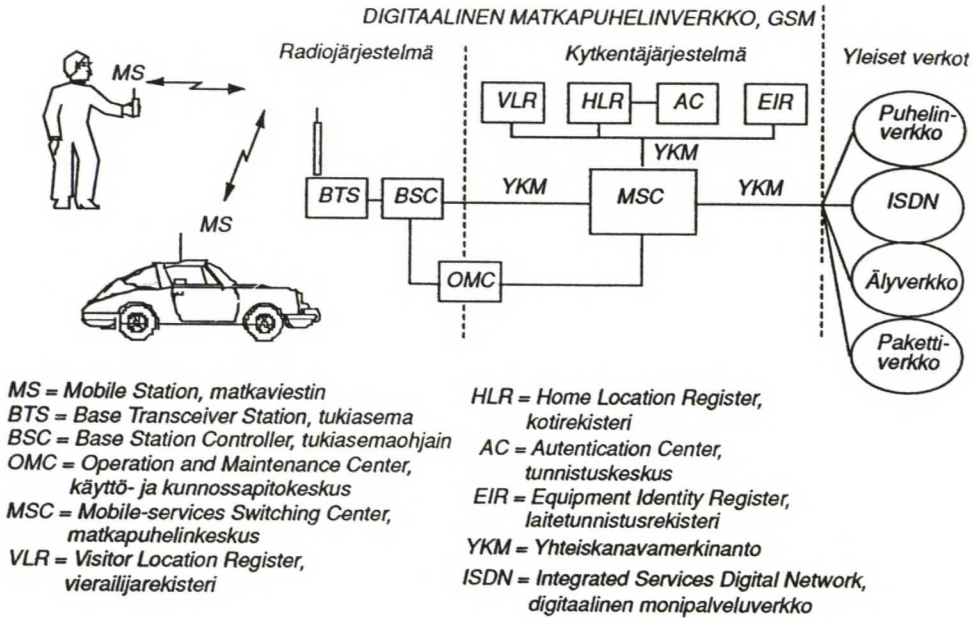 DIGITAALINEN MATKAPUHELINVERKKO, GSM
Radiojärjestelmä
Kytkentäjärjestelmä
Yleiset verkot
MS
VLR
HLR
AC
EIR
Puhelin-
verkko
YKM
BTS
BSC
YKM
MSC
YKM
ISDN
MS
OMC
Älyverkko
Paketti-
verkko
MS = Mobile Station, matkaviestin
BTS = Base Transceiver Station, tukiasema
BSC = Base Station Controller, tukiasemaohjain
OMC = Operation and Maintenance Center,
käyttö- ja kunnossapitokeskus
MSC = Mobile-services Switching Center,
matkapuhelinkeskus
VLR = Visitor Location Register,
vierailijarekisteri
HLR = Home Location Register,
kotirekisteri
AC = Autentication Center,
tunnistuskeskus
EIR = Equipment Identity Register,
laitetunnistusrekisteri
YKM = Yhteiskanavamerkinanto
ISDN = Integrated Services Digital Network,
digitaalinen monipalveluverkko